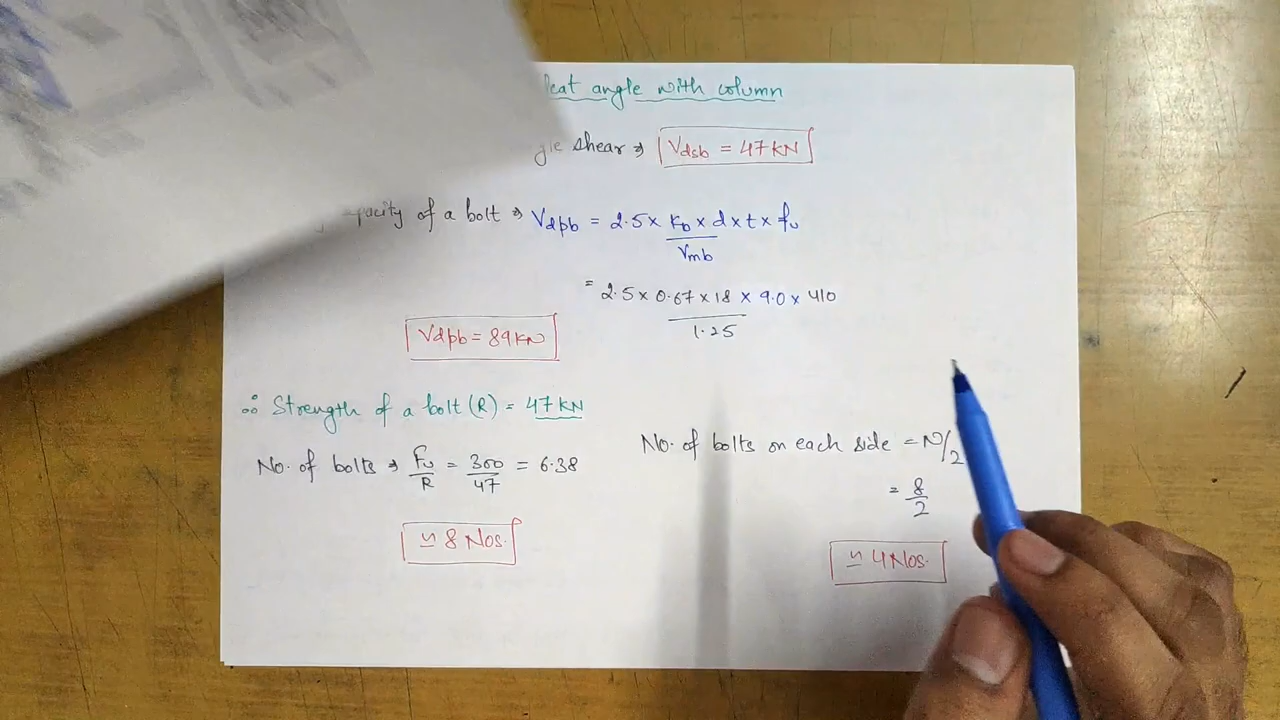 angle with column
shear → Vdsb = 47 KN
of a bolt → Vdpb = 2.5 × Kb × d × t × fu
γmb
= 2.5 × 0.67 × 18 × 9.0 × 410
1.25
Vdpb = 89 KN
∴ Strength of a bolt (R) = 47 KN
No. of bolts → Fu/R = 300/47 = 6.38
≃ 8 Nos.
No. of bolts on each side = N/2
= 8/2
≃ 4 Nos.